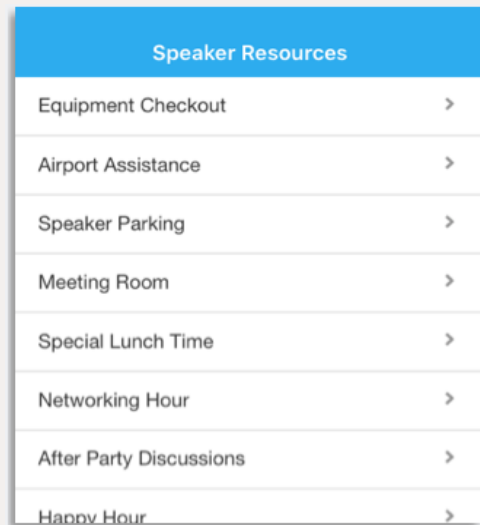 Speaker Resources
Equipment Checkout
Airport Assistance
Speaker Parking
Meeting Room
Special Lunch Time
Networking Hour
After Party Discussions
Happy Hour